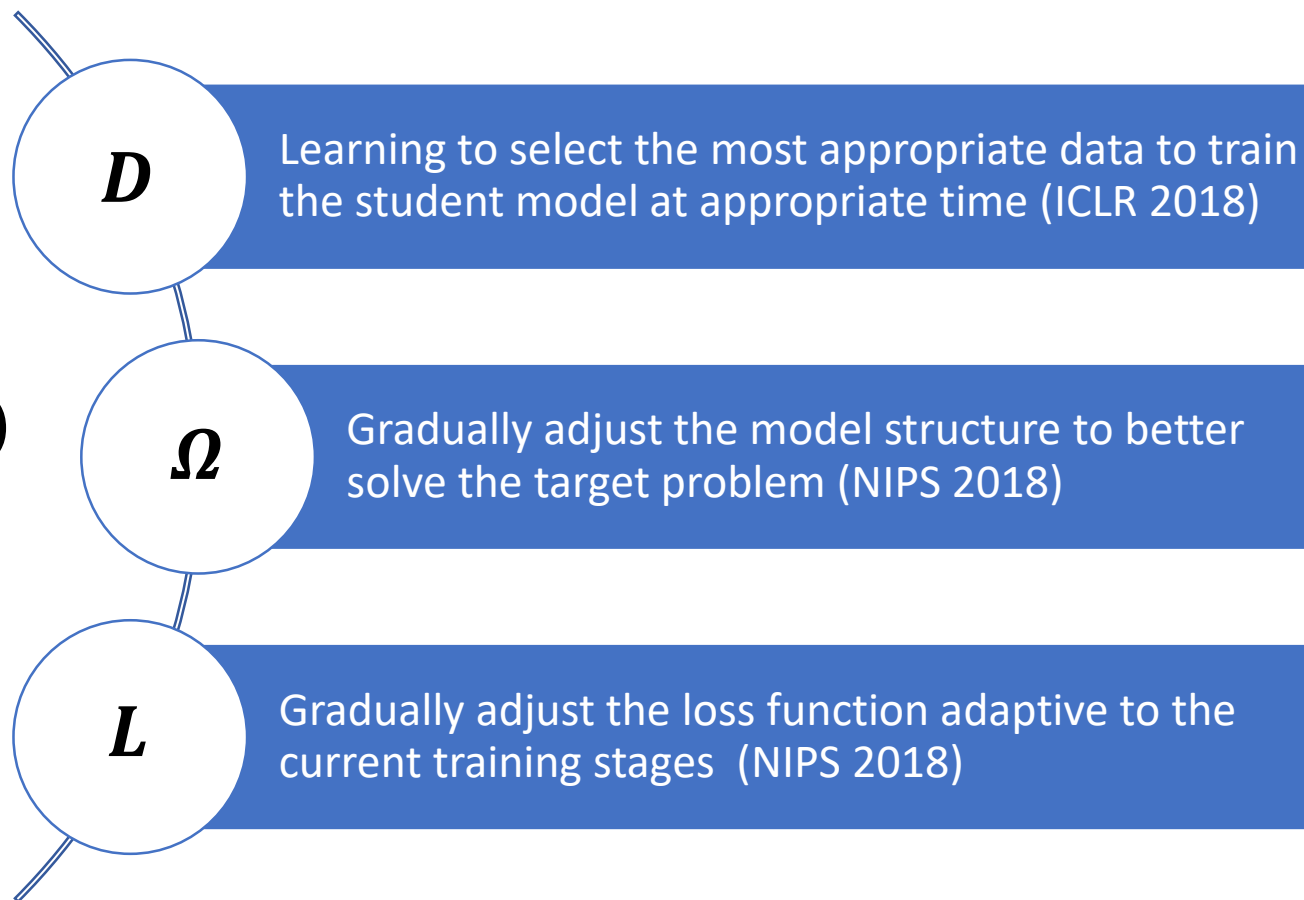 D
Learning to select the most appropriate data to train
the student model at appropriate time (ICLR 2018)
)
Ω
Gradually adjust the model structure to better
solve the target problem (NIPS 2018)
L
Gradually adjust the loss function adaptive to the
current training stages  (NIPS 2018)